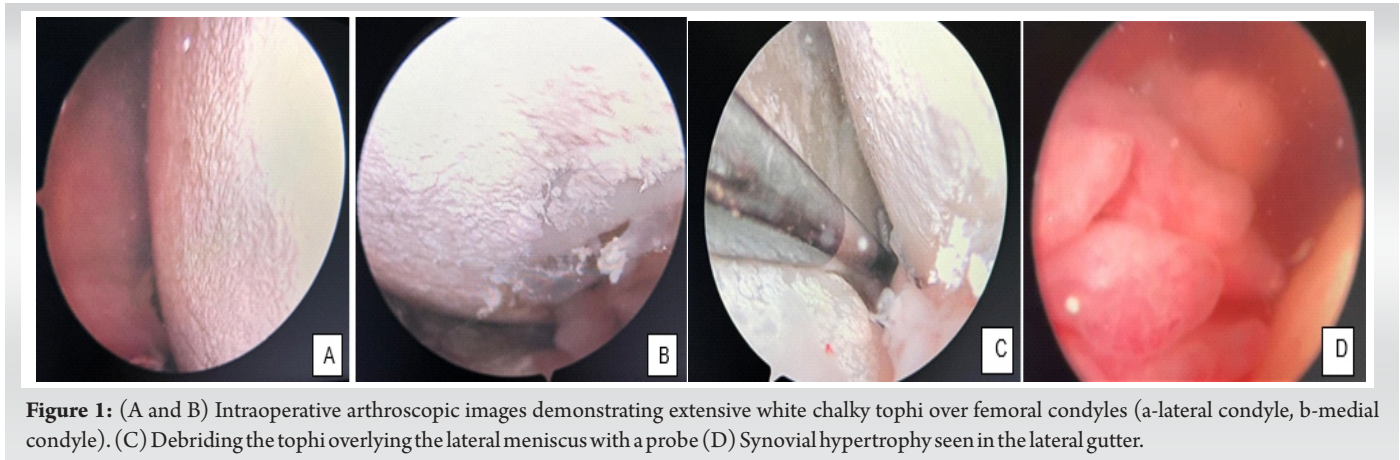 A
B
C
D
Figure 1: (A and B) Intraoperative arthroscopic images demonstrating extensive white chalky tophi over femoral condyles (a-lateral condyle, b-medial
condyle). (C) Debriding the tophi overlying the lateral meniscus with a probe (D) Synovial hypertrophy seen in the lateral gutter.